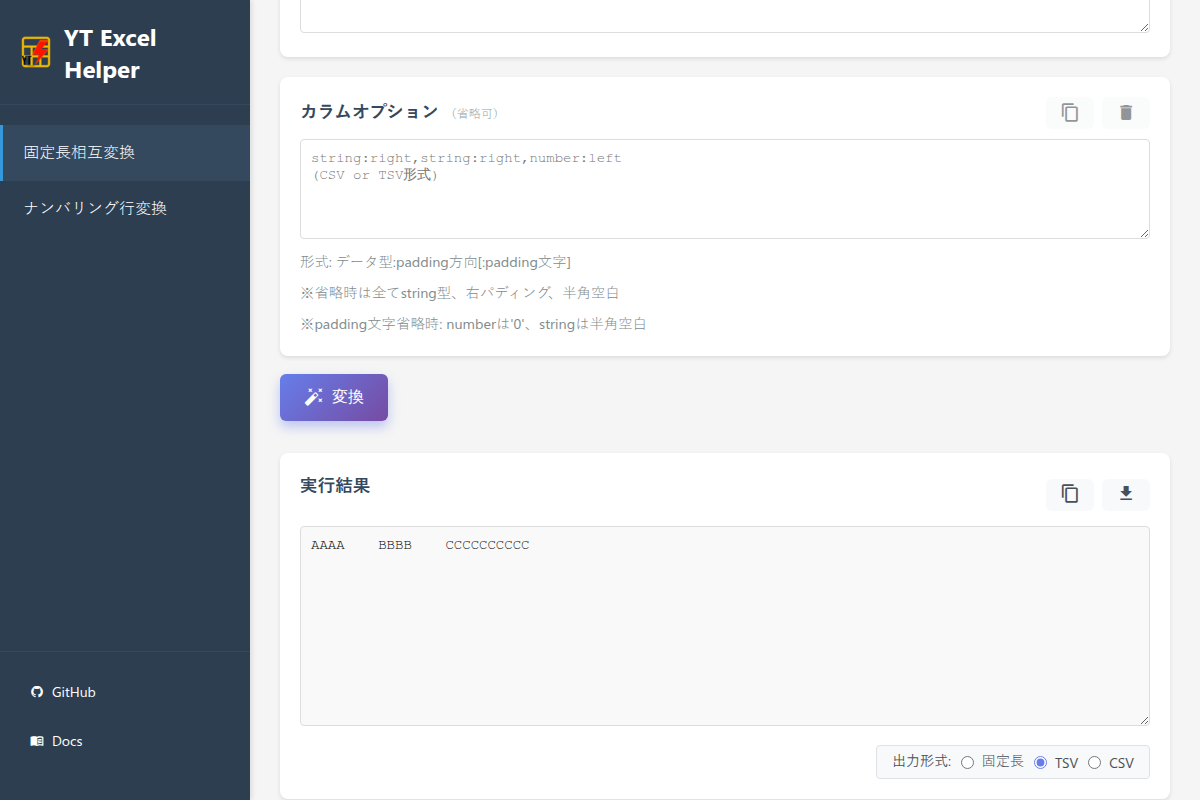 YT Excel
Helper
固定長相互変換
ナンバリング行変換
GitHub
Docs
カラムオプション （省略可）
string:right,string:right,number:left
(CSV or TSV形式)
形式: データ型:padding方向[:padding文字]
※省略時は全てstring型、右パディング、半角空白
※padding文字省略時: numberは'0'、stringは半角空白
変換
実行結果
AAAA BBBB CCCCCCCCCC
出力形式: 固定長 TSV CSV